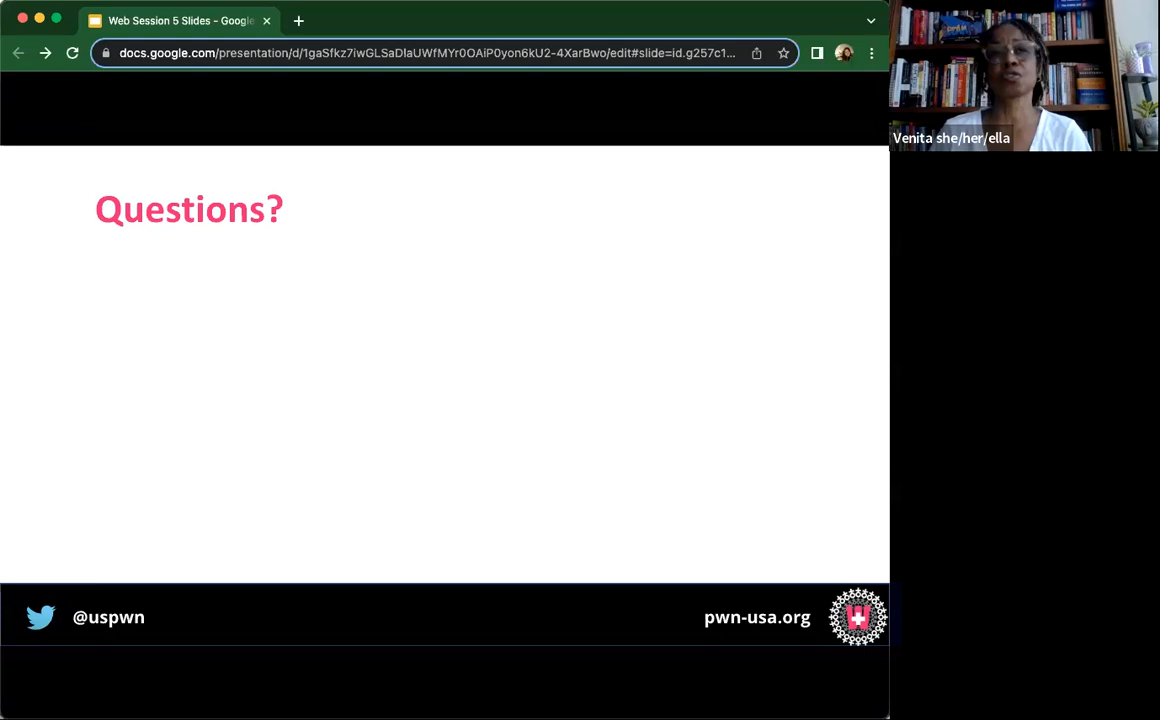 Web Session 5 Slides - Google
docs.google.com/presentation/d/1gaSfkz7iwGLSaDlaUWfMYr0OAiP0yon6kU2-4XarBwo/edit#slide=id.g257c1...
Venita she/her/ella
Questions?
@uspwn
pwn-usa.org